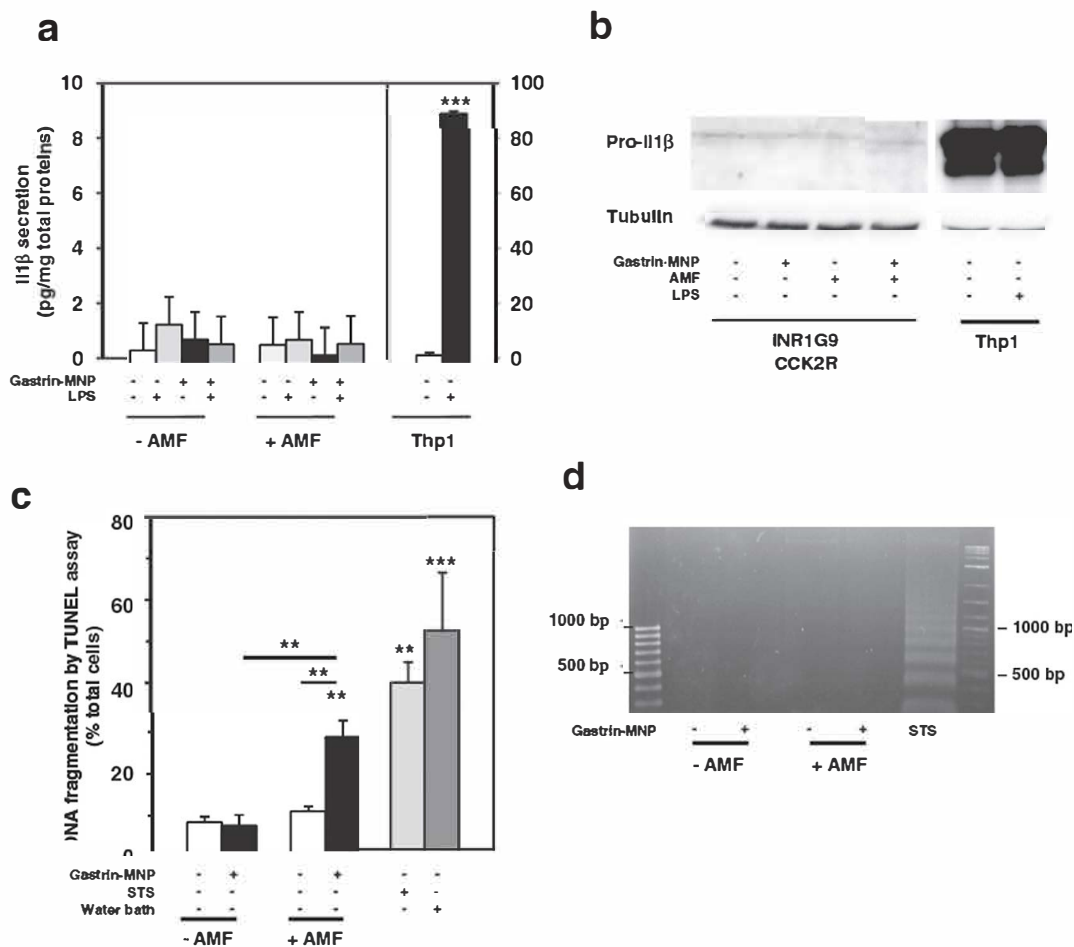 a
Il1β secretion
(pg/mg total proteins)
10
8
6
4
2
0
100
80
60
40
20
0
***
Gastrin-MNP - - + + - - + + - -
LPS - + - + - + - + - +
- AMF + AMF Thp1
b
Pro-Il1β
Tubulin
Gastrin-MNP - + - + - -
AMF - - + + - -
LPS - - - - - +
INR1G9 Thp1
CCK2R
c
NA fragmentation by TUNEL assay
(% total cells)
80
60
40
20
0
** ** ** ** ***
Gastrin-MNP - + - +
STS - - - - + -
Water bath - - - - - +
- AMF + AMF
d
1000 bp
500 bp
1000 bp
500 bp
Gastrin-MNP - + - + STS
- AMF + AMF